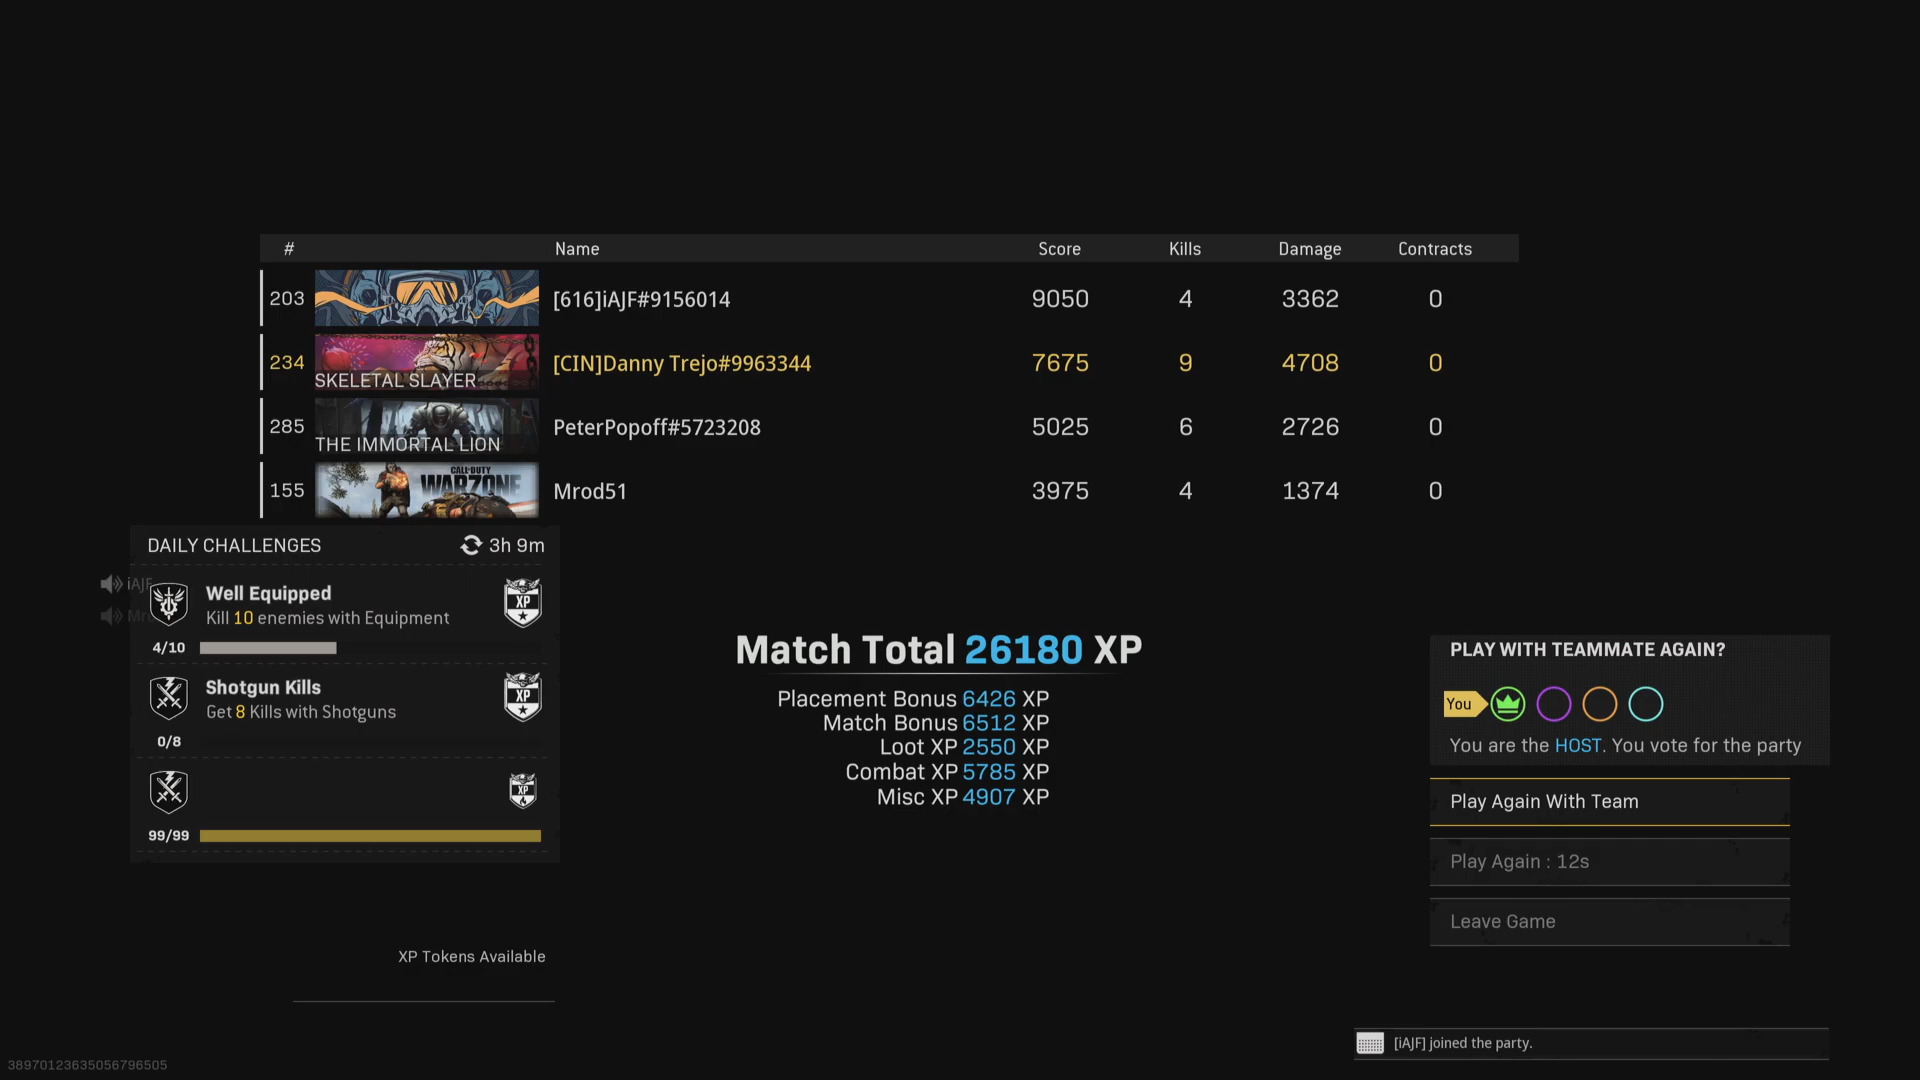 # Name Score Kills Damage Contracts
203 [616]iAJF#9156014 9050 4 3362 0
234 SKELETAL SLAYER [CIN]Danny Trejo#9963344 7675 9 4708 0
285 THE IMMORTAL LION PeterPopoff#5723208 5025 6 2726 0
155 CALL OF DUTY WARZONE Mrod51 3975 4 1374 0
DAILY CHALLENGES 3h 9m
iAJF
Well Equipped
XP
Kill 10 enemies with Equipment
4/10
Shotgun Kills
XP
Get 8 Kills with Shotguns
0/8
XP
99/99
XP Tokens Available
Match Total 26180 XP
Placement Bonus 6426 XP
Match Bonus 6512 XP
Loot XP 2550 XP
Combat XP 5785 XP
Misc XP 4907 XP
PLAY WITH TEAMMATE AGAIN?
You
You are the HOST. You vote for the party
Play Again With Team
Play Again : 12s
Leave Game
[iAJF] joined the party.
38970123635056796505